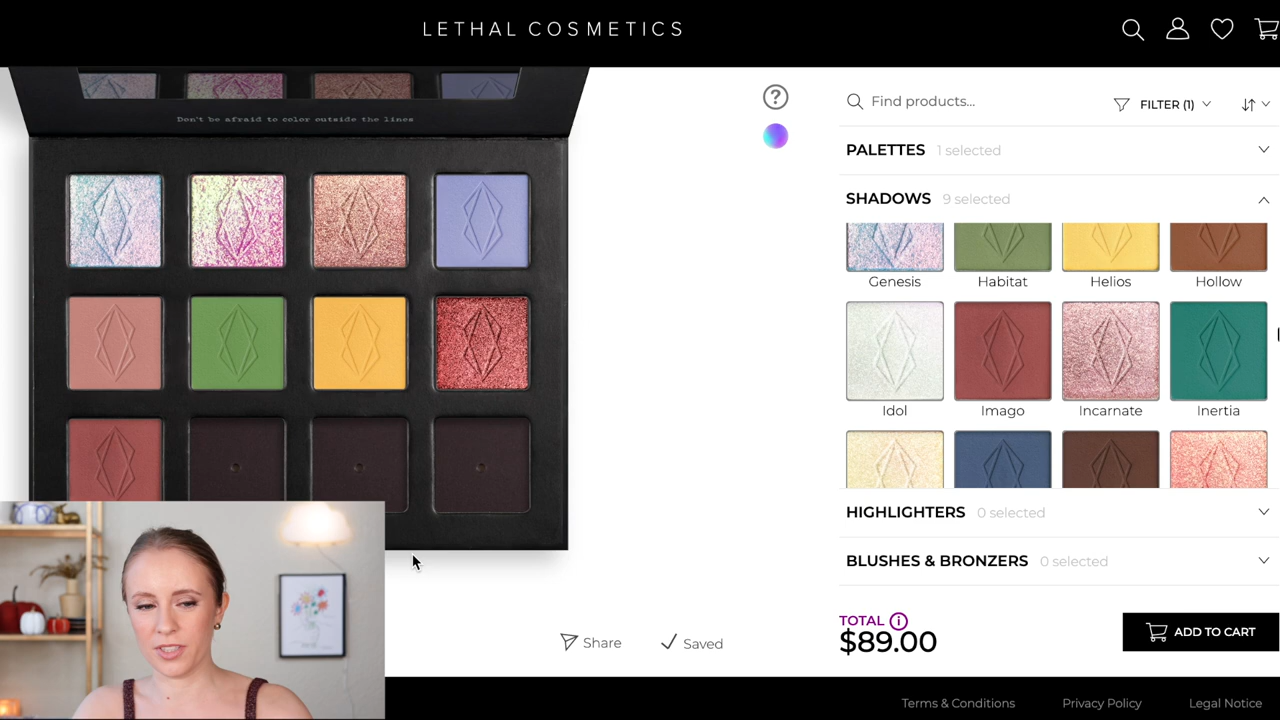 LETHAL COSMETICS
Don't be afraid to color outside the lines
Find products...
FILTER (1)
PALETTES 1 selected
SHADOWS 9 selected
Genesis Habitat Helios Hollow
Idol Imago Incarnate Inertia
HIGHLIGHTERS 0 selected
BLUSHES & BRONZERS 0 selected
TOTAL
$89.00
ADD TO CART
Share Saved
Terms & Conditions Privacy Policy Legal Notice